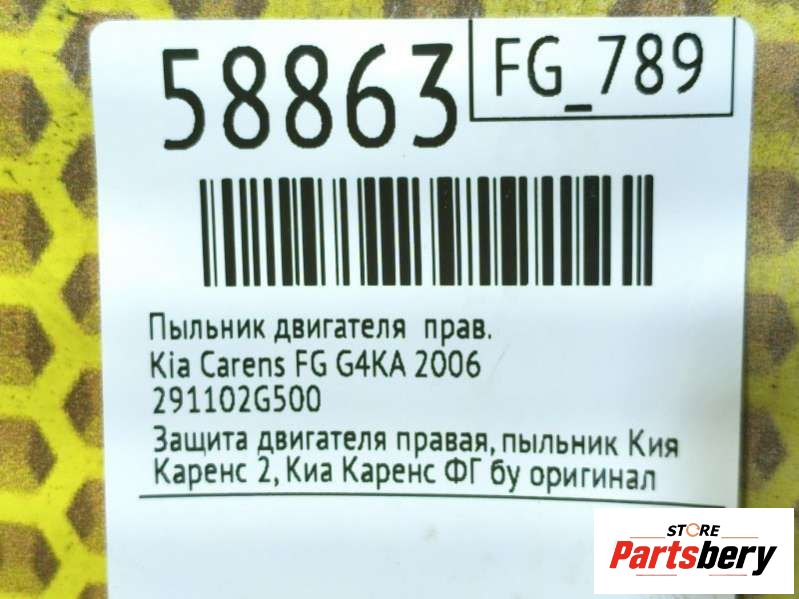 58863
FG_789
Пыльник двигателя прав.
Kia Carens FG G4KA 2006
291102G500
Защита двигателя правая, пыльник Кия
Каренс 2, Киа Каренс ФГ бу оригинал
STORE
Partsbery